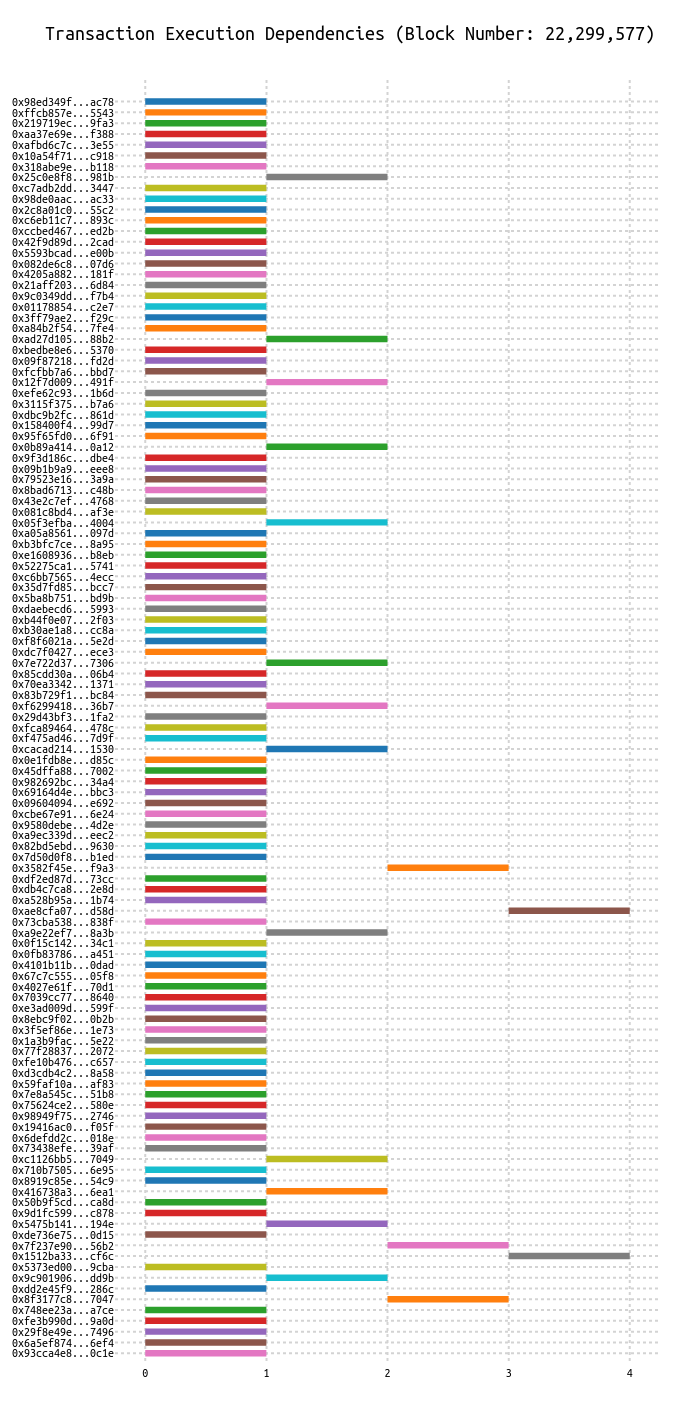 Transaction Execution Dependencies (Block Number: 22,299,577)
0x98ed349f...ac78
0xffcb857e...5543
0x219719ec...9fa3
0xaa37e69e...f388
0xafbd6c7c...3e55
0x10a54f71...c918
0x318abe9e...b118
0x25c0e8f8...981b
0xc7adb2dd...3447
0x98de0aac...ac33
0x2c8a01c0...55c2
0xc6eb11c7...893c
0xccbed467...ed2b
0x42f9d89d...2cad
0x5593bcad...e00b
0x082de6c8...07d6
0x4205a882...181f
0x21aff203...6d84
0x9c0349dd...f7b4
0x01178854...c2e7
0x3ff79ae2...f29c
0xa84b2f54...7fe4
0xad27d105...88b2
0xbedbe8e6...5370
0x09f87218...fd2d
0xfcfbb7a6...bbd7
0x12f7d009...491f
0xefe62c93...1b6d
0x3115f375...b7a6
0xdbc9b2fc...861d
0x158400f4...99d7
0x95f65fd0...6f91
0x0b89a414...0a12
0x9f3d186c...dbe4
0x09b1b9a9...eee8
0x79523e16...3a9a
0x8bad6713...c48b
0x43e2c7ef...4768
0x081c8bd4...af3e
0x05f3efba...4004
0xa05a8561...097d
0xb3bfc7ce...8a95
0xe1608936...b8eb
0x52275ca1...5741
0xc6bb7565...4ecc
0x35d7fd85...bcc7
0x5ba8b751...bd9b
0xdaebecd6...5993
0xb44f0e07...2f03
0xb30ae1a8...cc8a
0xf8f6021a...5e2d
0xdc7f0427...ece3
0x7e722d37...7306
0x85cdd30a...06b4
0x70ea3342...1371
0x83b729f1...bc84
0xf6299418...36b7
0x29d43bf3...1fa2
0xfca89464...478c
0xf475ad46...7d9f
0xcacad214...1530
0x0e1fdb8e...d85c
0x45dffa88...7002
0x982692bc...34a4
0x69164d4e...bbc3
0x09604094...e692
0xcbe67e91...6e24
0x9580debe...4d2e
0xa9ec339d...eec2
0x82bd5ebd...9630
0x7d50d0f8...b1ed
0x3582f45e...f9a3
0xdf2ed87d...73cc
0xdb4c7ca8...2e8d
0xa528b95a...1b74
0xae8cfa07...d58d
0x73cba538...838f
0xa9e22ef7...8a3b
0x0f15c142...34c1
0x0fb83786...a451
0x4101b11b...0dad
0x67c7c555...05f8
0x4027e61f...70d1
0x7039cc77...8640
0xe3ad009d...599f
0x8ebc9f02...0b2b
0x3f5ef86e...1e73
0x1a3b9fac...5e22
0x77f28837...2072
0xfe10b476...c657
0xd3cdb4c2...8a58
0x59faf10a...af83
0x7e8a545c...51b8
0x75624ce2...580e
0x98949f75...2746
0x19416ac0...f05f
0x6defdd2c...018e
0x73438efe...39af
0xc1126bb5...7049
0x710b7505...6e95
0x8919c85e...54c9
0x416738a3...6ea1
0x50b9f5cd...ca8d
0x9d1fc599...c878
0x5475b141...194e
0xde736e75...0d15
0x7f237e90...56b2
0x1512ba33...cf6c
0x5373ed00...9cba
0x9c901906...dd9b
0xdd2e45f9...286c
0x8f3177c8...7047
0x748ee23a...a7ce
0xfe3b990d...9a0d
0x29f8e49e...7496
0x6a5ef874...6ef4
0x93cca4e8...0c1e
0 1 2 3 4